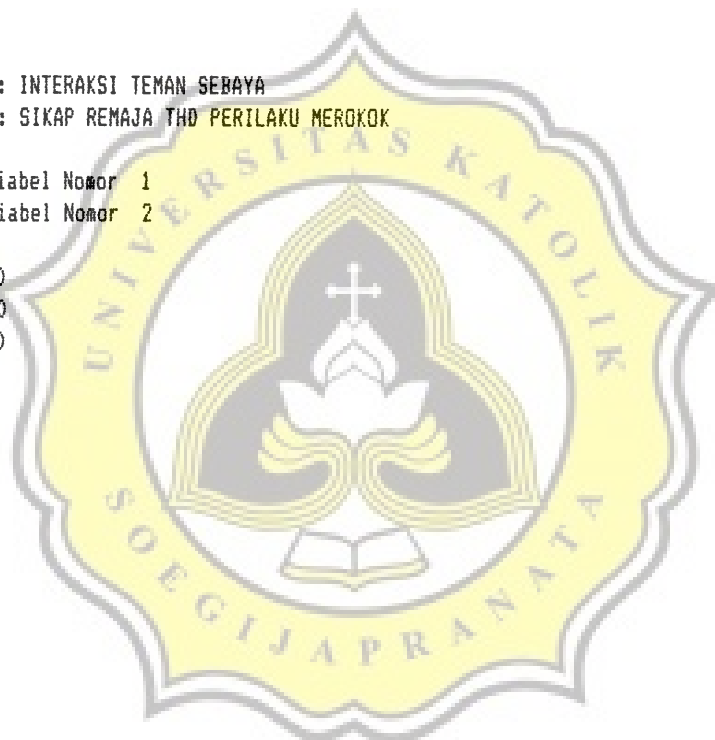 : INTERAKSI TEMAN SEBAYA
: SIKAP REMAJA THD PERILAKU MEROKOK
iabel Nomor 1
iabel Nomor 2
)
)
)
UNIVERSITAS KATOLIK
SOEGIJAPRANATA